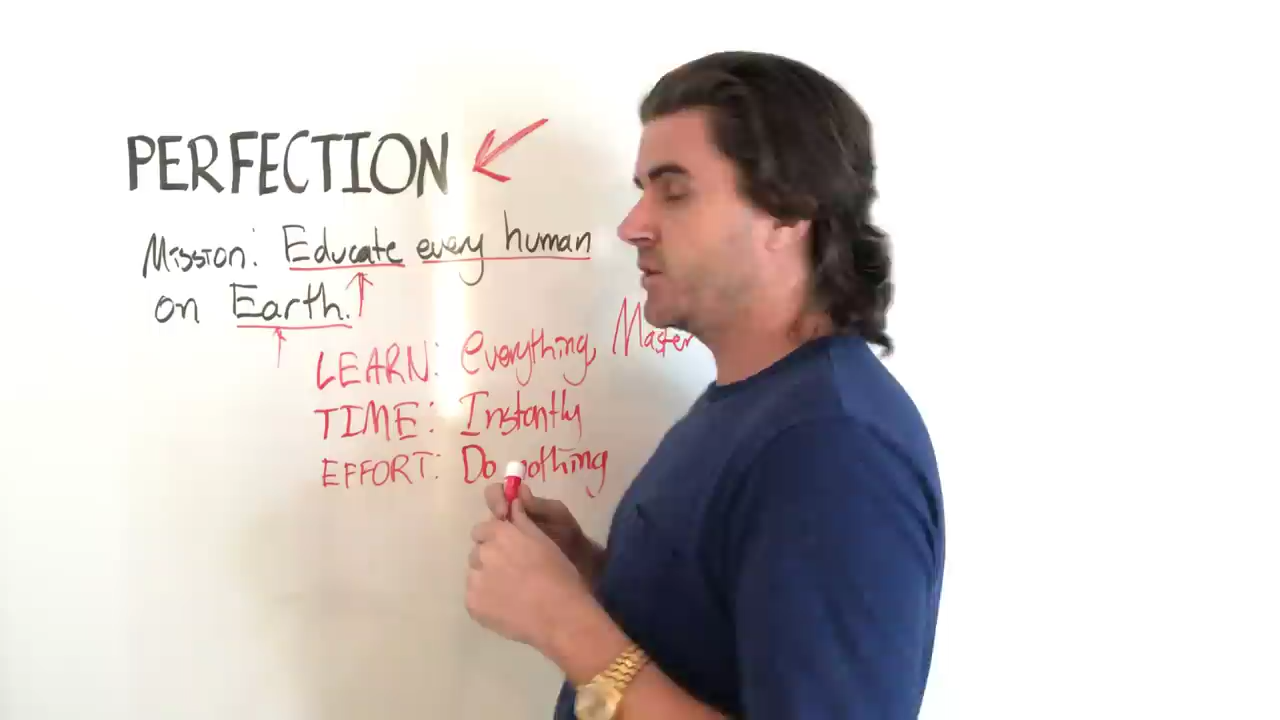 PERFECTION
Mission: Educate every human
on Earth.
LEARN: Everything, Master
TIME: Instantly
EFFORT: Do nothing